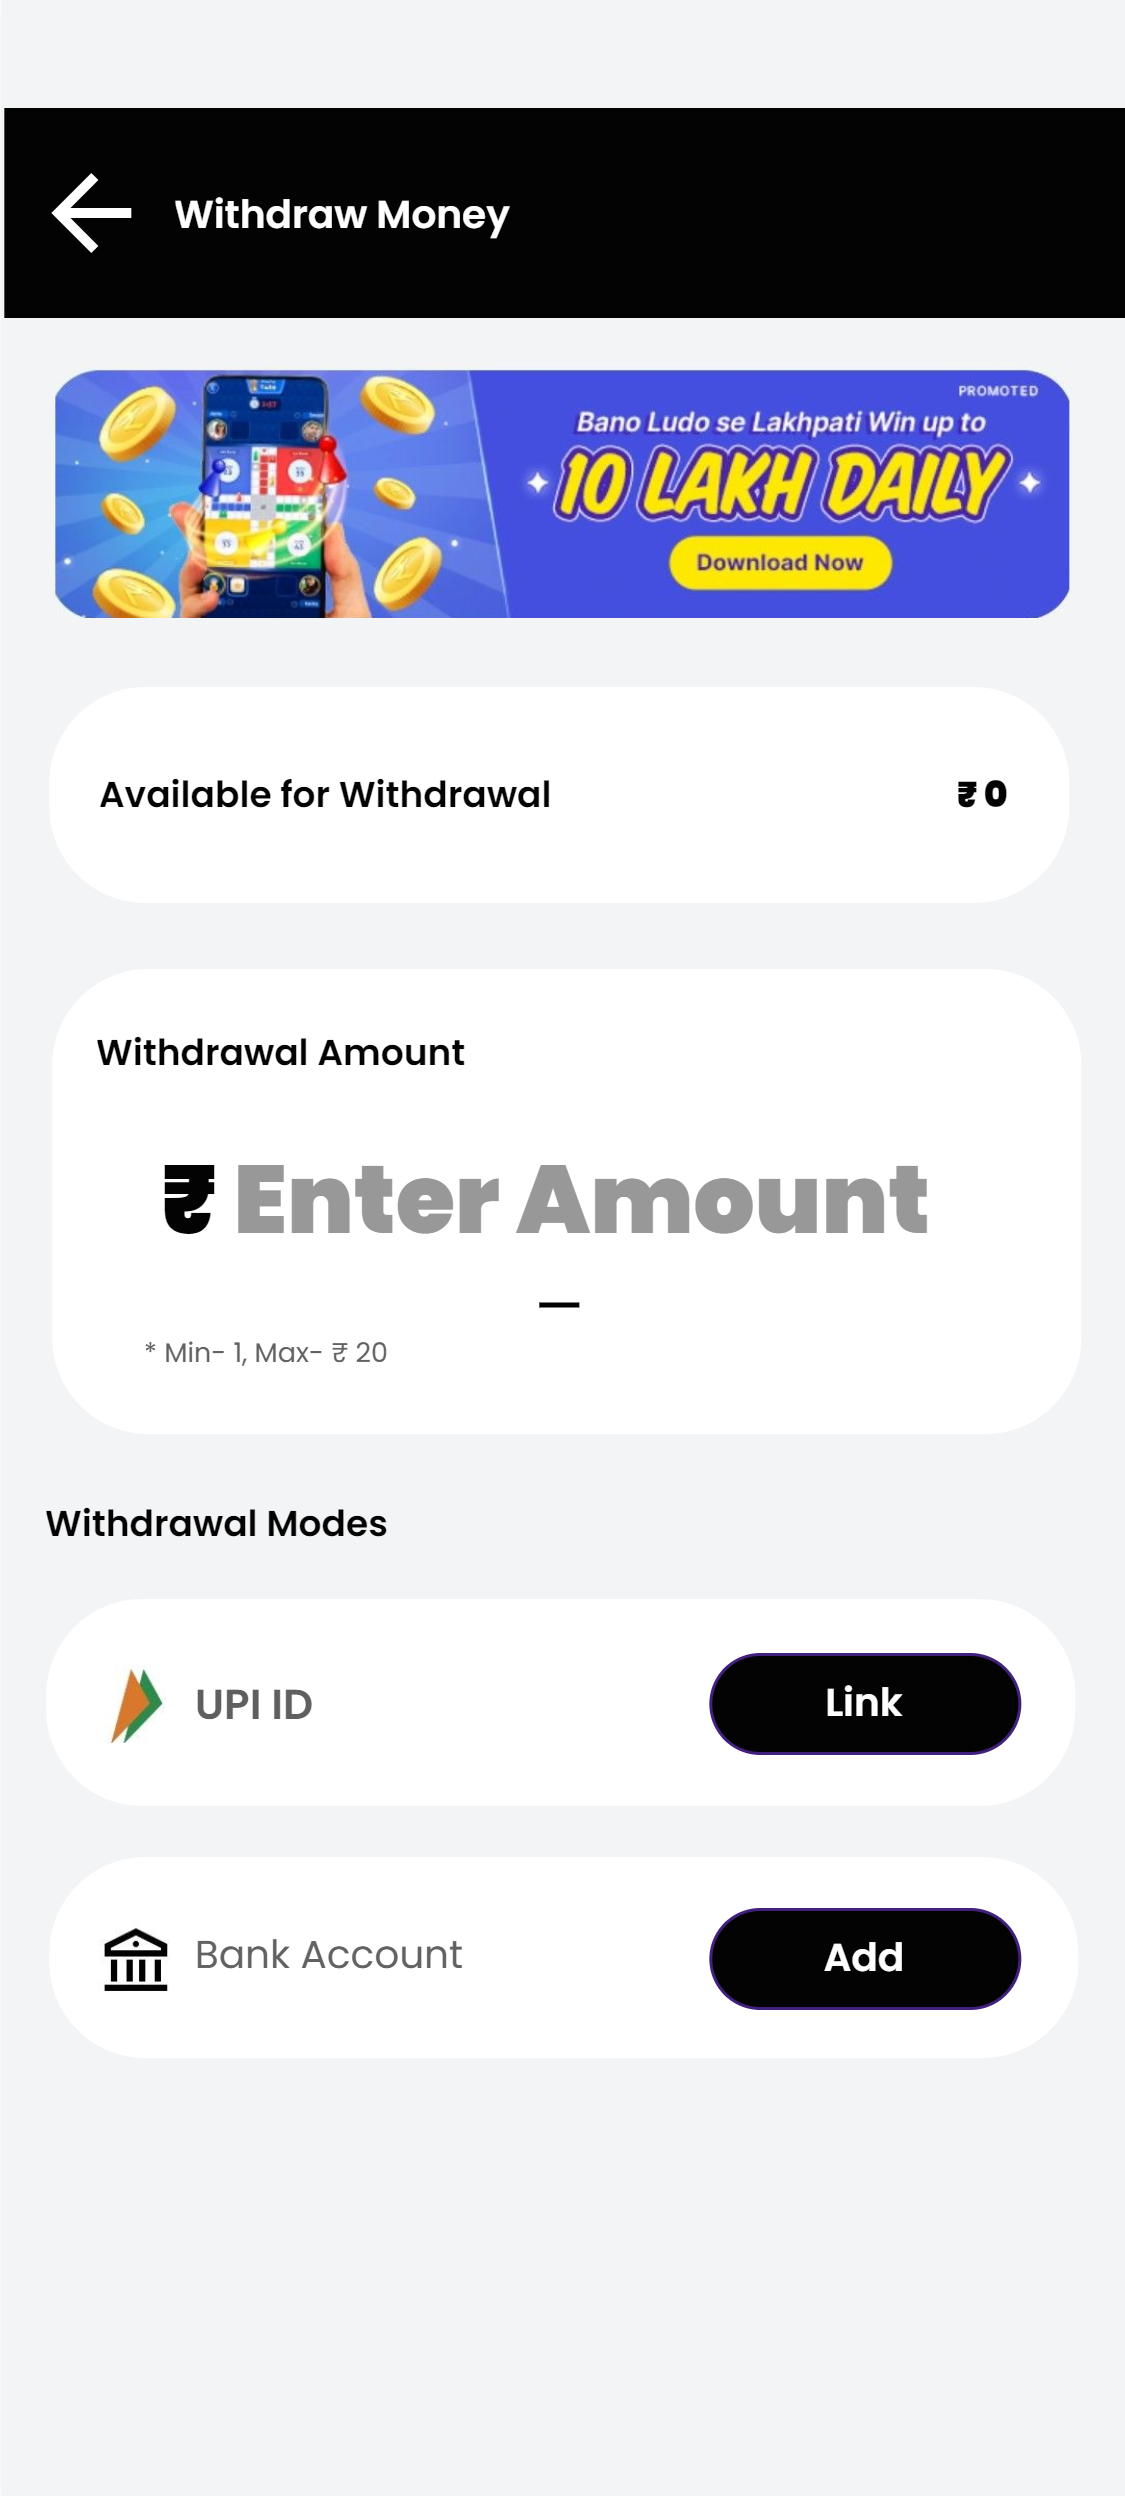 Withdraw Money
PROMOTED
Bano Ludo se Lakhpati Win up to
10 LAKH DAILY
Download Now
Available for Withdrawal ₹ 0
Withdrawal Amount
₹ Enter Amount
* Min- 1, Max- ₹ 20
Withdrawal Modes
UPI ID Link
Bank Account Add